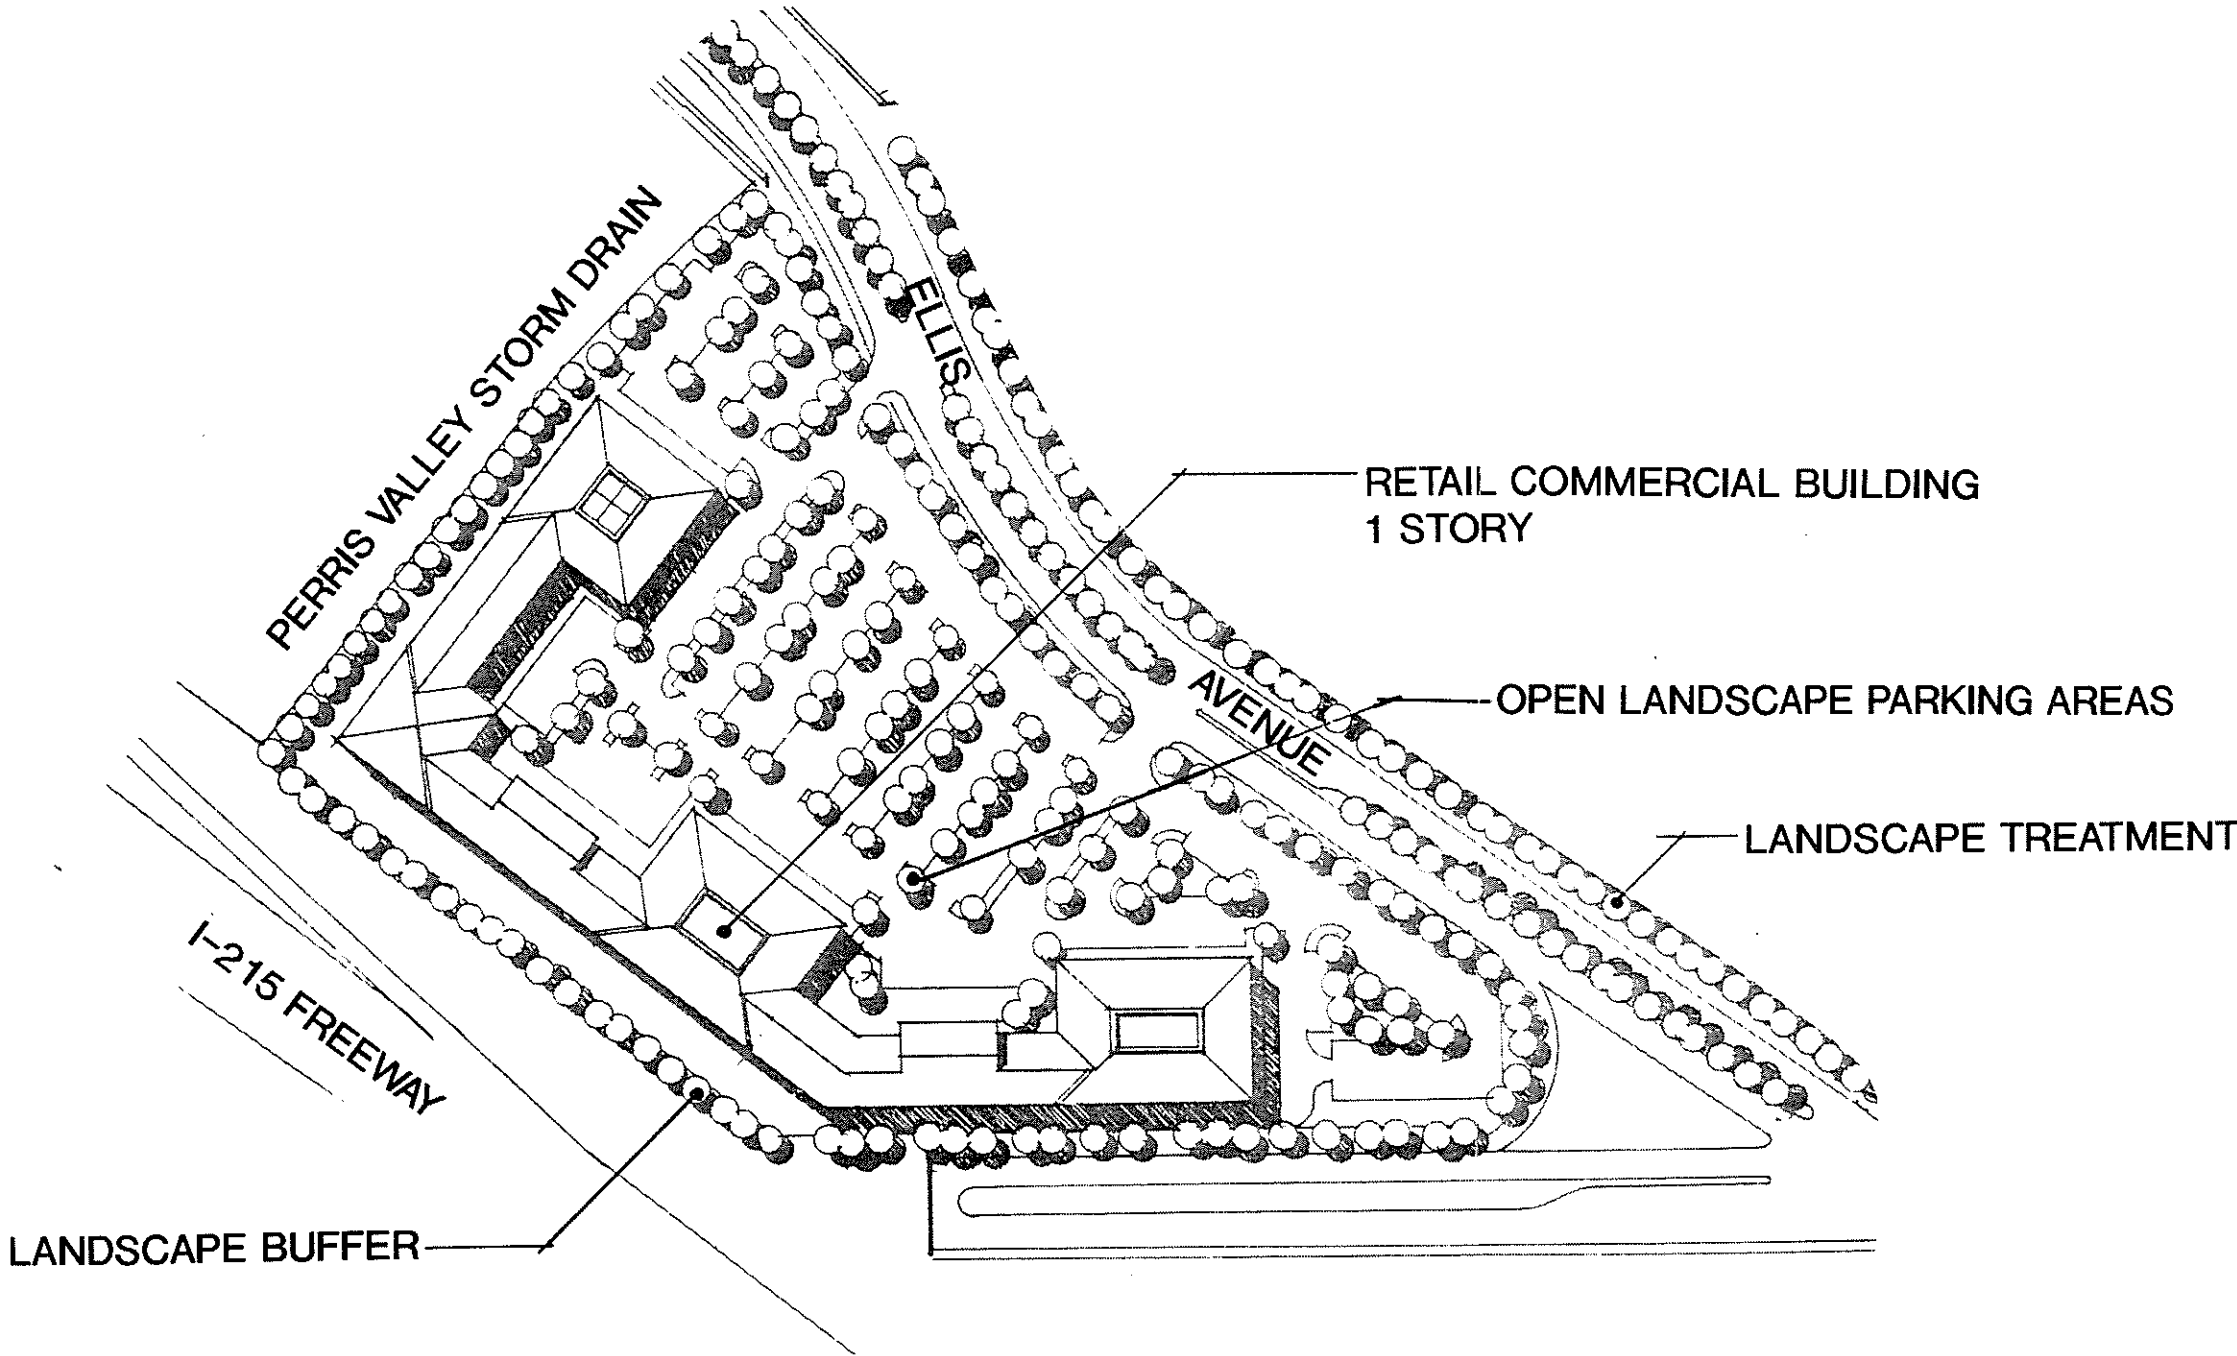 PERRIS VALLEY STORM DRAIN
ELLIS
AVENUE
RETAIL COMMERCIAL BUILDING
1 STORY
OPEN LANDSCAPE PARKING AREAS
LANDSCAPE TREATMENT
I-215 FREEWAY
LANDSCAPE BUFFER